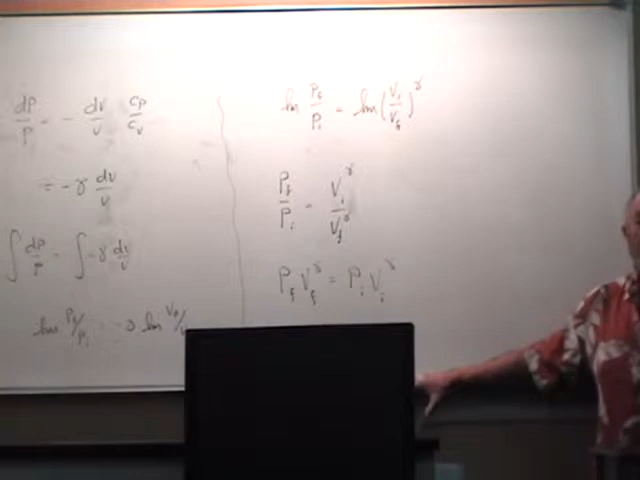 dP/P = - dV/V Cp/Cv
= - γ dV/V
∫ dP/P = ∫ -γ dV/V
ln Pf/Pi = -γ ln Vf/
ln Pf/Pi = ln (Vi/Vf)^γ
Pf/Pi = Vi^γ/Vf^γ
Pf Vf^γ = Pi Vi^γ